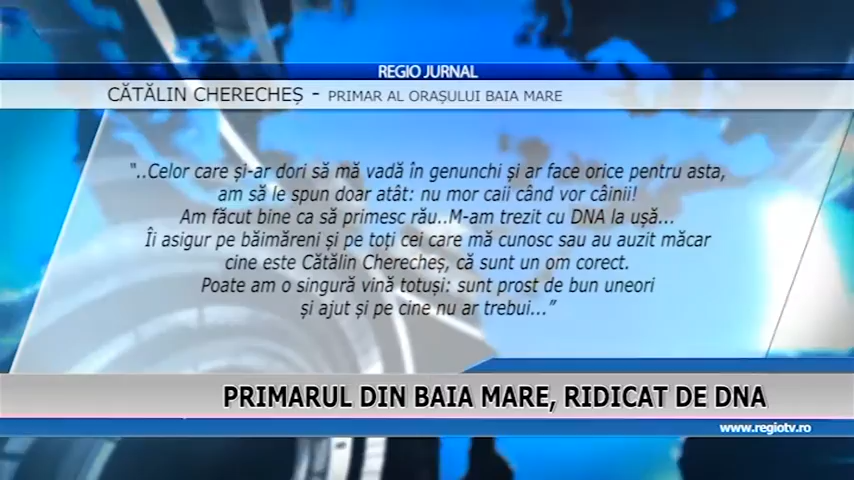 REGIO JURNAL
CĂTĂLIN CHERECHEȘ - PRIMAR AL ORAȘULUI BAIA MARE
"..Celor care și-ar dori să mă vadă în genunchi și ar face orice pentru asta,
am să le spun doar atât: nu mor caii când vor câinii!
Am făcut bine ca să primesc rău..M-am trezit cu DNA la ușă...
Îi asigur pe băimăreni și pe toți cei care mă cunosc sau au auzit măcar
cine este Cătălin Cherecheș, că sunt un om corect.
Poate am o singură vină totuși: sunt prost de bun uneori
și ajut și pe cine nu ar trebui..."
PRIMARUL DIN BAIA MARE, RIDICAT DE DNA
www.regiotv.ro